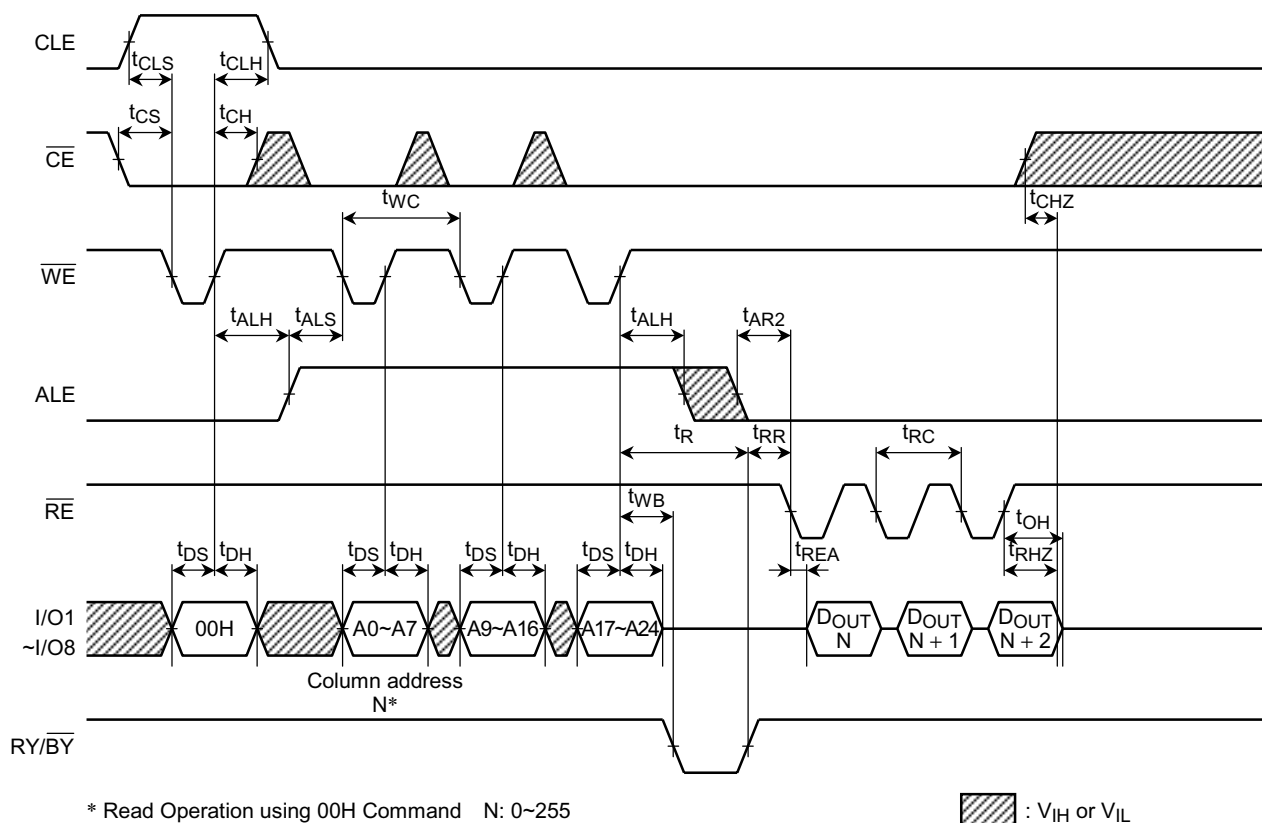 CLE
tCLS
tCLH
tCS
tCH
CE
tCHZ
tWC
WE
tALH
tALS
tALH
tAR2
ALE
tR
tRR
tRC
RE
tWB
tOH
tDS
tDH
tDS
tDH
tDS
tDH
tDS
tDH
tREA
tRHZ
I/O1
~I/O8
00H
A0~A7
A9~A16
A17~A24
DOUT
N
DOUT
N + 1
DOUT
N + 2
Column address
N*
RY/BY
* Read Operation using 00H Command N: 0~255
: VIH or VIL